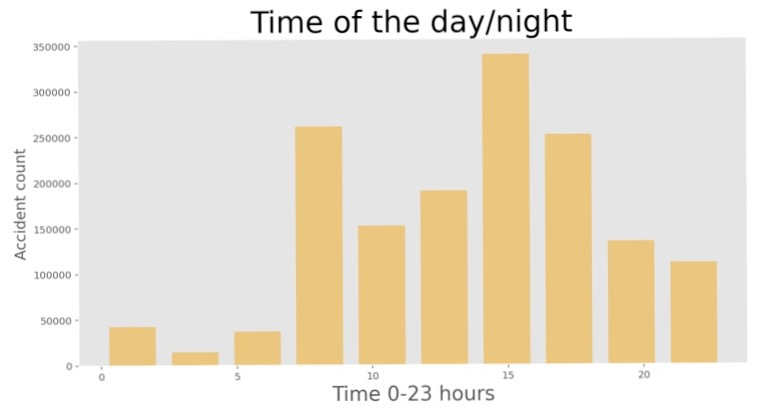 Time of the day/night
350000
300000
250000
200000
150000
100000
50000
0
Accident count
0 5 10 15 20
Time 0-23 hours